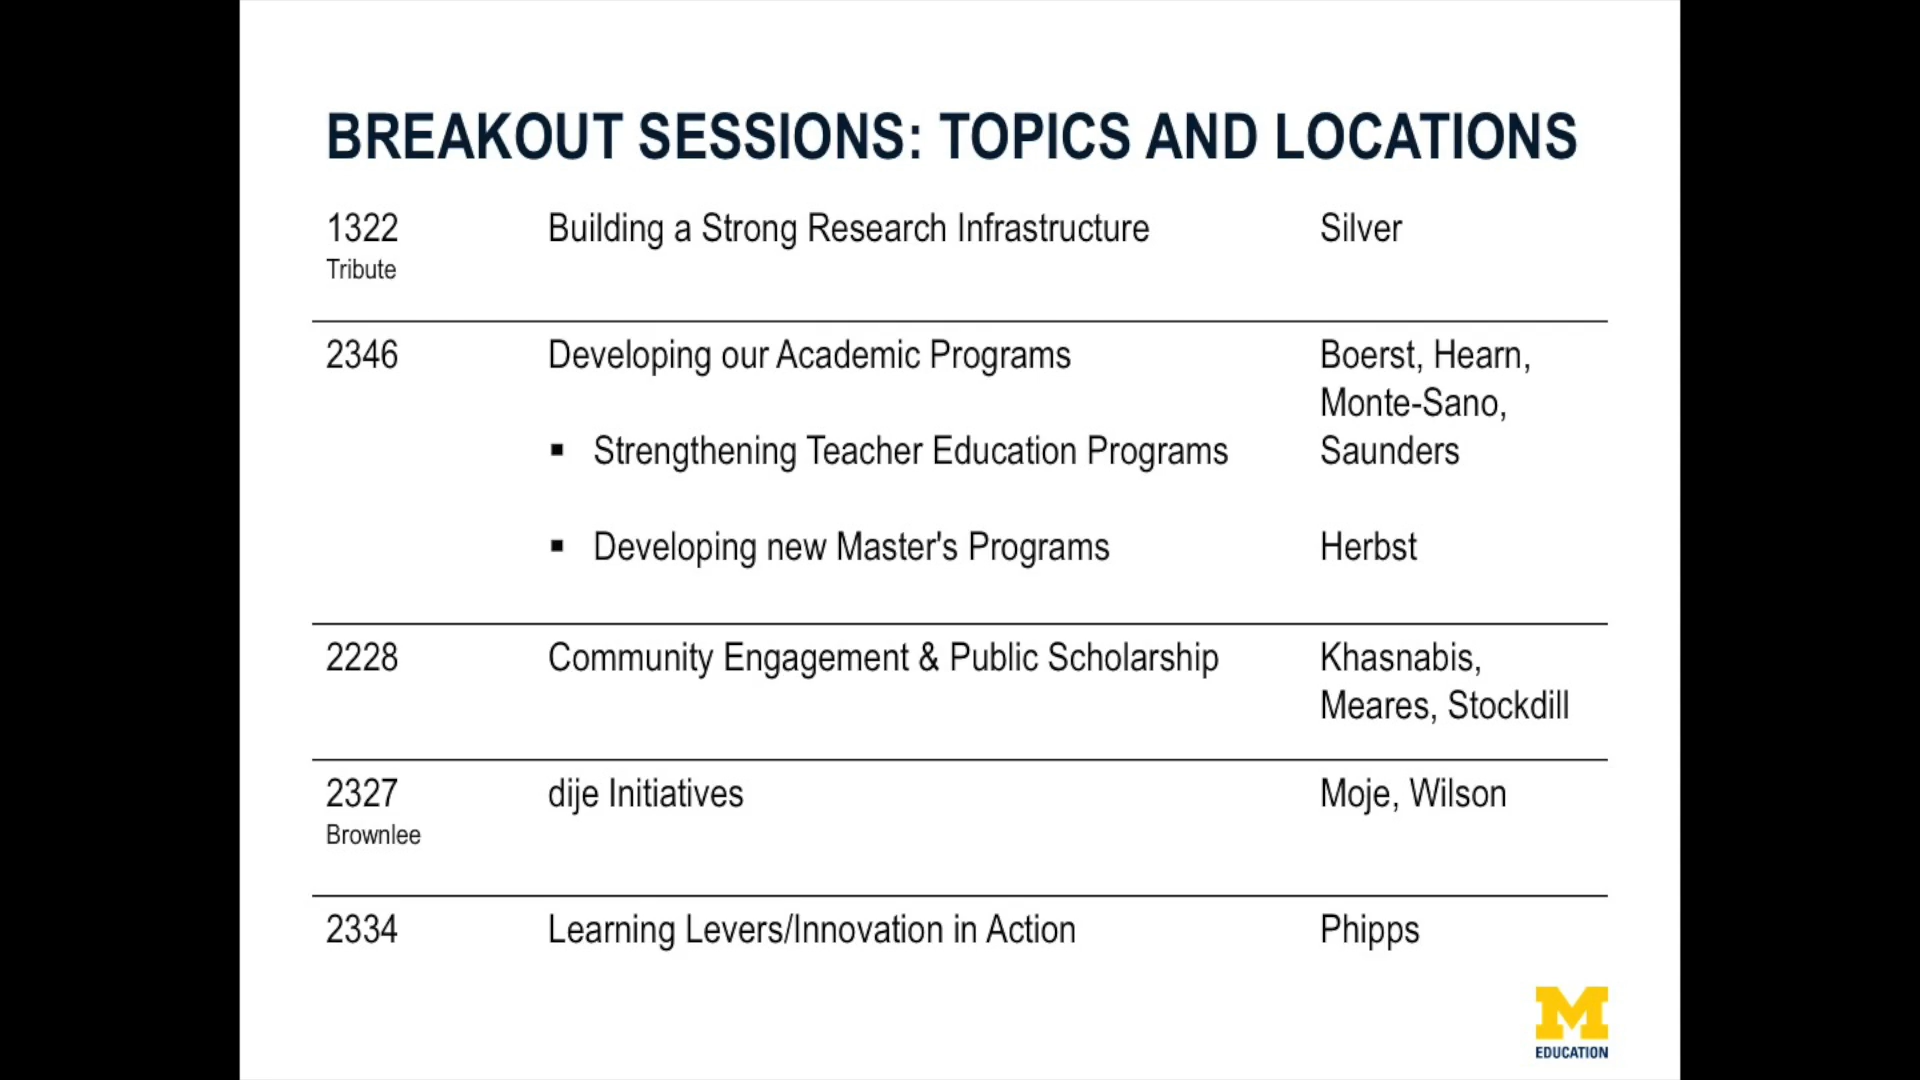 BREAKOUT SESSIONS: TOPICS AND LOCATIONS
1322 Building a Strong Research Infrastructure Silver
Tribute
2346 Developing our Academic Programs Boerst, Hearn,
Monte-Sano,
▪ Strengthening Teacher Education Programs Saunders
▪ Developing new Master's Programs Herbst
2228 Community Engagement & Public Scholarship Khasnabis,
Meares, Stockdill
2327 dije Initiatives Moje, Wilson
Brownlee
2334 Learning Levers/Innovation in Action Phipps
M
EDUCATION